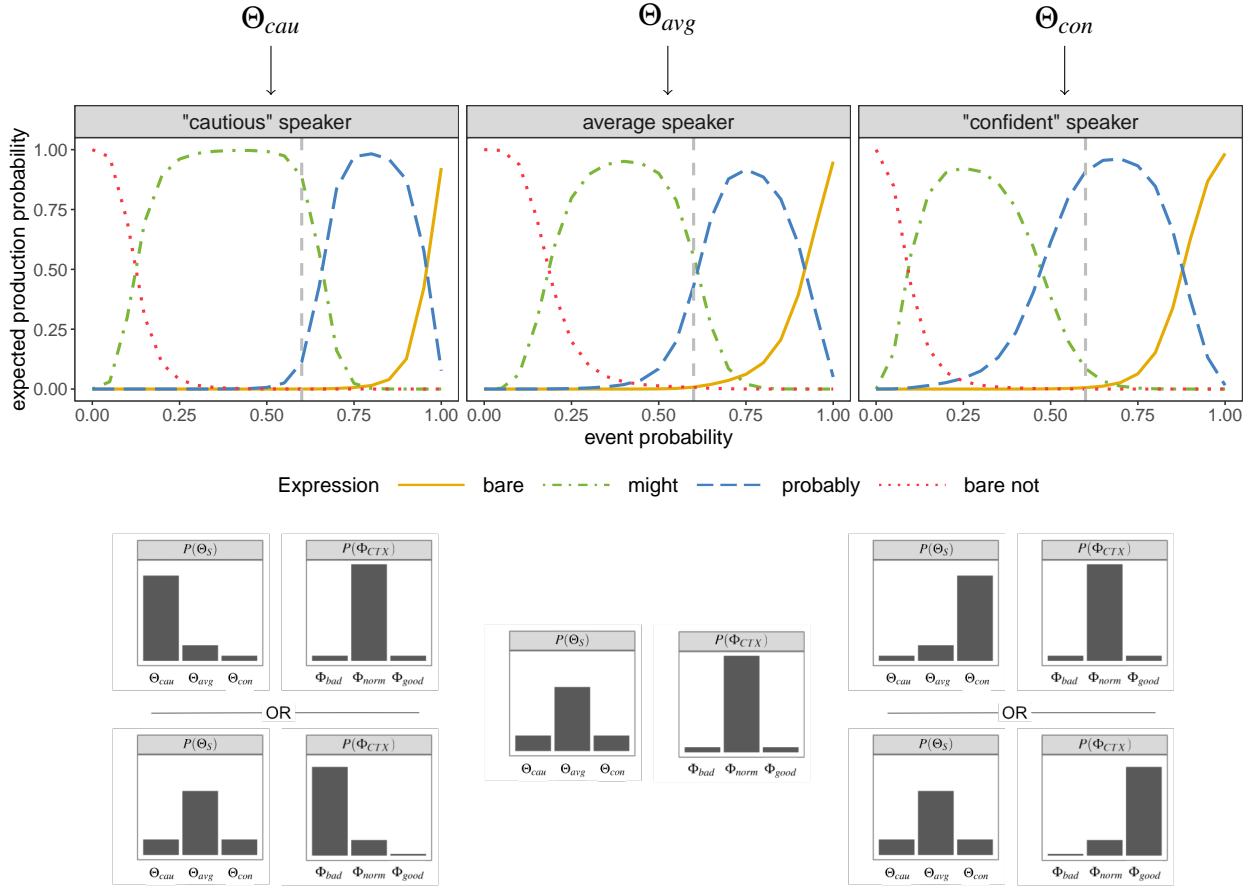 Θcau Θavg Θcon
"cautious" speaker average speaker "confident" speaker
expected production probability
1.00
0.75
0.50
0.25
0.00
0.00 0.25 0.50 0.75 1.00 0.00 0.25 0.50 0.75 1.00 0.00 0.25 0.50 0.75 1.00
event probability
Expression bare might probably bare not
P(ΘS) P(ΦCTX)
Θcau Θavg Θcon Φbad Φnorm Φgood
OR
P(ΘS) P(ΦCTX)
Θcau Θavg Θcon Φbad Φnorm Φgood
P(ΘS) P(ΦCTX)
Θcau Θavg Θcon Φbad Φnorm Φgood
P(ΘS) P(ΦCTX)
Θcau Θavg Θcon Φbad Φnorm Φgood
OR
P(ΘS) P(ΦCTX)
Θcau Θavg Θcon Φbad Φnorm Φgood